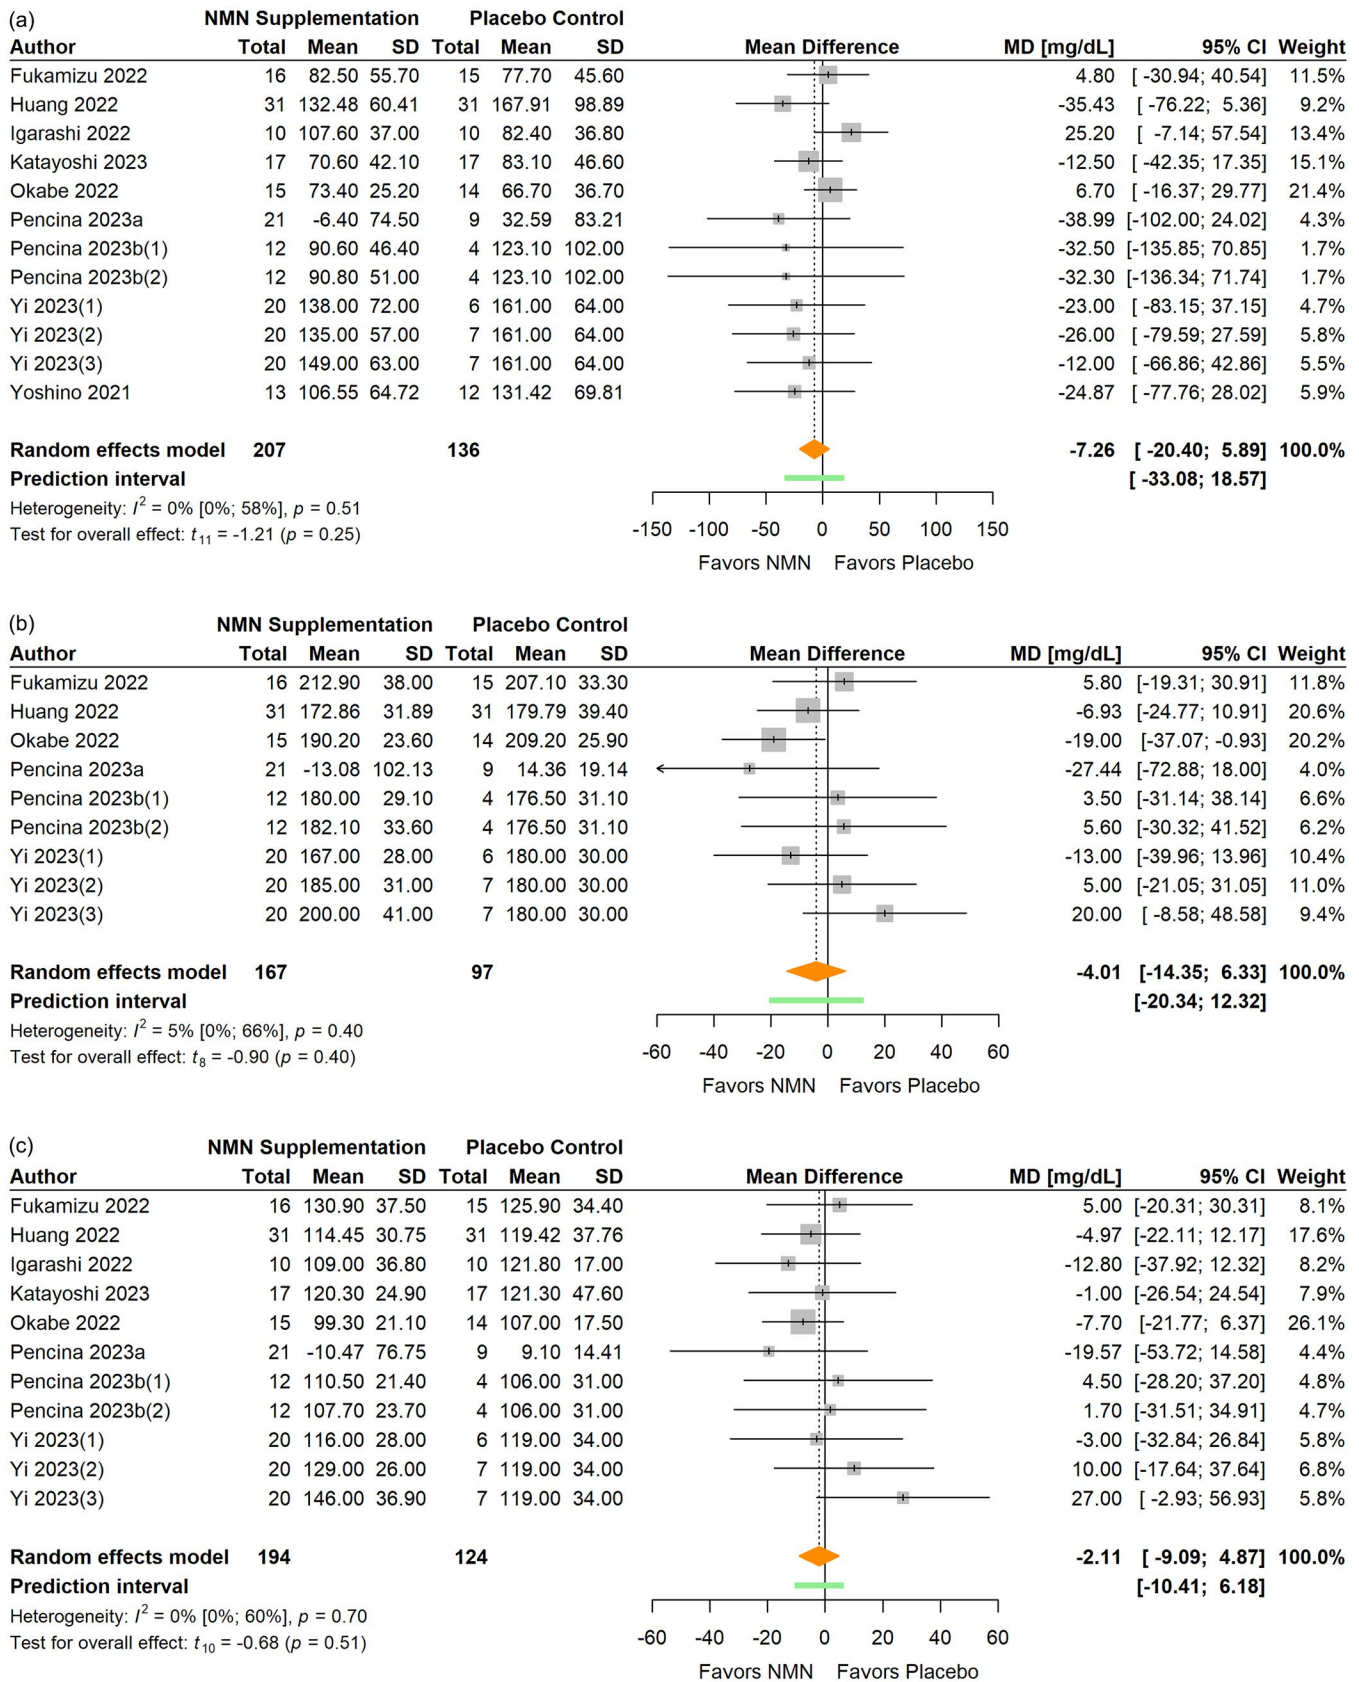 (a)
NMN Supplementation Placebo Control
Author Total Mean SD Total Mean SD Mean Difference MD [mg/dL] 95% CI Weight
Fukamizu 2022 16 82.50 55.70 15 77.70 45.60 4.80 [ -30.94; 40.54] 11.5%
Huang 2022 31 132.48 60.41 31 167.91 98.89 -35.43 [ -76.22; 5.36] 9.2%
Igarashi 2022 10 107.60 37.00 10 82.40 36.80 25.20 [ -7.14; 57.54] 13.4%
Katayoshi 2023 17 70.60 42.10 17 83.10 46.60 -12.50 [ -42.35; 17.35] 15.1%
Okabe 2022 15 73.40 25.20 14 66.70 36.70 6.70 [ -16.37; 29.77] 21.4%
Pencina 2023a 21 -6.40 74.50 9 32.59 83.21 -38.99 [-102.00; 24.02] 4.3%
Pencina 2023b(1) 12 90.60 46.40 4 123.10 102.00 -32.50 [-135.85; 70.85] 1.7%
Pencina 2023b(2) 12 90.80 51.00 4 123.10 102.00 -32.30 [-136.34; 71.74] 1.7%
Yi 2023(1) 20 138.00 72.00 6 161.00 64.00 -23.00 [ -83.15; 37.15] 4.7%
Yi 2023(2) 20 135.00 57.00 7 161.00 64.00 -26.00 [ -79.59; 27.59] 5.8%
Yi 2023(3) 20 149.00 63.00 7 161.00 64.00 -12.00 [ -66.86; 42.86] 5.5%
Yoshino 2021 13 106.55 64.72 12 131.42 69.81 -24.87 [ -77.76; 28.02] 5.9%
Random effects model 207 136 -7.26 [ -20.40; 5.89] 100.0%
Prediction interval [ -33.08; 18.57]
Heterogeneity: I² = 0% [0%; 58%], p = 0.51
Test for overall effect: t₁₁ = -1.21 (p = 0.25)
-150 -100 -50 0 50 100 150
Favors NMN Favors Placebo
(b)
NMN Supplementation Placebo Control
Author Total Mean SD Total Mean SD Mean Difference MD [mg/dL] 95% CI Weight
Fukamizu 2022 16 212.90 38.00 15 207.10 33.30 5.80 [-19.31; 30.91] 11.8%
Huang 2022 31 172.86 31.89 31 179.79 39.40 -6.93 [-24.77; 10.91] 20.6%
Okabe 2022 15 190.20 23.60 14 209.20 25.90 -19.00 [-37.07; -0.93] 20.2%
Pencina 2023a 21 -13.08 102.13 9 14.36 19.14 -27.44 [-72.88; 18.00] 4.0%
Pencina 2023b(1) 12 180.00 29.10 4 176.50 31.10 3.50 [-31.14; 38.14] 6.6%
Pencina 2023b(2) 12 182.10 33.60 4 176.50 31.10 5.60 [-30.32; 41.52] 6.2%
Yi 2023(1) 20 167.00 28.00 6 180.00 30.00 -13.00 [-39.96; 13.96] 10.4%
Yi 2023(2) 20 185.00 31.00 7 180.00 30.00 5.00 [-21.05; 31.05] 11.0%
Yi 2023(3) 20 200.00 41.00 7 180.00 30.00 20.00 [ -8.58; 48.58] 9.4%
Random effects model 167 97 -4.01 [-14.35; 6.33] 100.0%
Prediction interval [-20.34; 12.32]
Heterogeneity: I² = 5% [0%; 66%], p = 0.40
Test for overall effect: t₈ = -0.90 (p = 0.40)
-60 -40 -20 0 20 40 60
Favors NMN Favors Placebo
(c)
NMN Supplementation Placebo Control
Author Total Mean SD Total Mean SD Mean Difference MD [mg/dL] 95% CI Weight
Fukamizu 2022 16 130.90 37.50 15 125.90 34.40 5.00 [-20.31; 30.31] 8.1%
Huang 2022 31 114.45 30.75 31 119.42 37.76 -4.97 [-22.11; 12.17] 17.6%
Igarashi 2022 10 109.00 36.80 10 121.80 17.00 -12.80 [-37.92; 12.32] 8.2%
Katayoshi 2023 17 120.30 24.90 17 121.30 47.60 -1.00 [-26.54; 24.54] 7.9%
Okabe 2022 15 99.30 21.10 14 107.00 17.50 -7.70 [-21.77; 6.37] 26.1%
Pencina 2023a 21 -10.47 76.75 9 9.10 14.41 -19.57 [-53.72; 14.58] 4.4%
Pencina 2023b(1) 12 110.50 21.40 4 106.00 31.00 4.50 [-28.20; 37.20] 4.8%
Pencina 2023b(2) 12 107.70 23.70 4 106.00 31.00 1.70 [-31.51; 34.91] 4.7%
Yi 2023(1) 20 116.00 28.00 6 119.00 34.00 -3.00 [-32.84; 26.84] 5.8%
Yi 2023(2) 20 129.00 26.00 7 119.00 34.00 10.00 [-17.64; 37.64] 6.8%
Yi 2023(3) 20 146.00 36.90 7 119.00 34.00 27.00 [ -2.93; 56.93] 5.8%
Random effects model 194 124 -2.11 [ -9.09; 4.87] 100.0%
Prediction interval [-10.41; 6.18]
Heterogeneity: I² = 0% [0%; 60%], p = 0.70
Test for overall effect: t₁₀ = -0.68 (p = 0.51)
-60 -40 -20 0 20 40 60
Favors NMN Favors Placebo